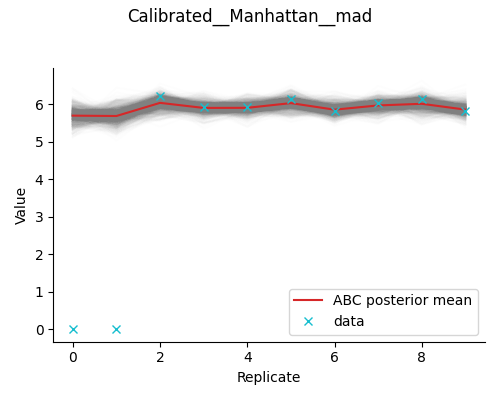 Calibrated__Manhattan__mad
6
5
4
3
2
1
0
Value
ABC posterior mean
data
0
2
4
6
8
Replicate